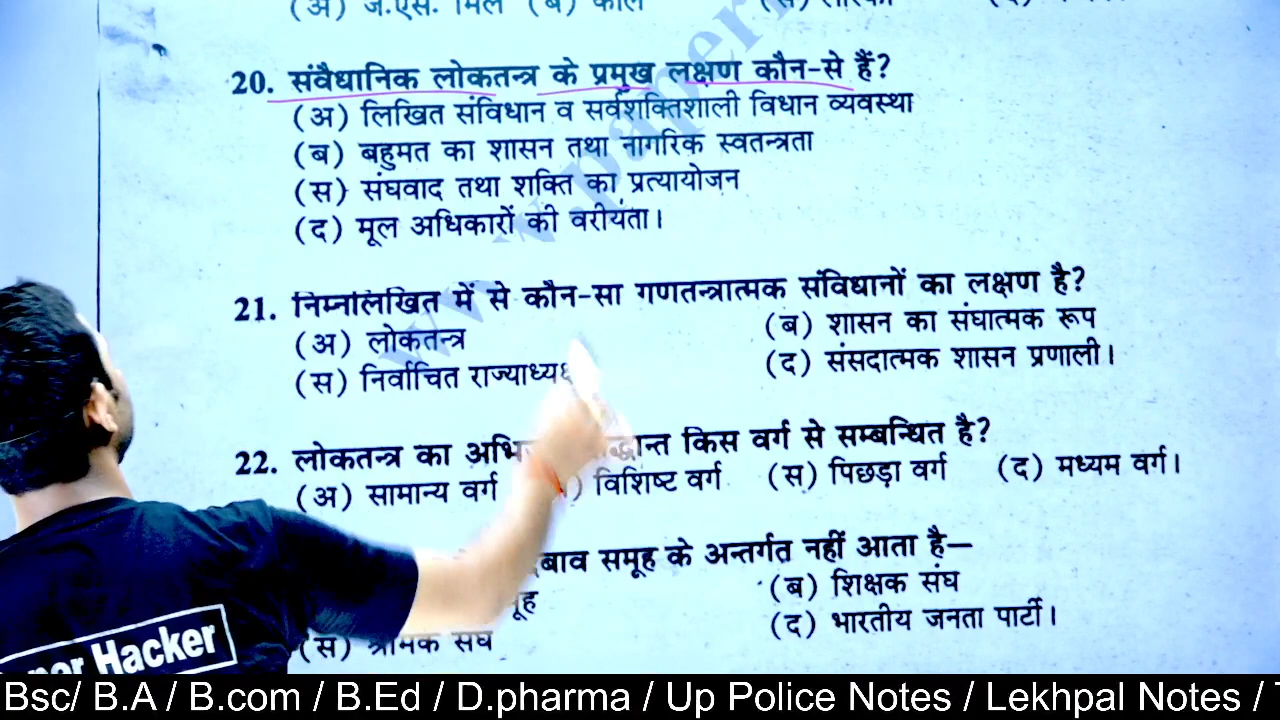 (अ) जे.एस. मिल (ब) काल
20. संवैधानिक लोकतन्त्र के प्रमुख लक्षण कौन-से हैं?
(अ) लिखित संविधान व सर्वशक्तिशाली विधान व्यवस्था
(ब) बहुमत का शासन तथा नागरिक स्वतन्त्रता
(स) संघवाद तथा शक्ति का प्रत्यायोजन
(द) मूल अधिकारों की वरीयता।
21. निम्नलिखित में से कौन-सा गणतन्त्रात्मक संविधानों का लक्षण है?
(अ) लोकतन्त्र (ब) शासन का संघात्मक रूप
(स) निर्वाचित (द) संसदात्मक शासन प्रणाली।
22. लोकतन्त्र का किस वर्ग से सम्बन्धित है?
(अ) सामान्य वर्ग विशिष्ट वर्ग (स) पिछड़ा वर्ग (द) मध्यम वर्ग।
समूह के अन्तर्गत नहीं आता है—
(ब) शिक्षक संघ
(स) श्रमिक संघ (द) भारतीय जनता पार्टी।
Hacker
Bsc/ B.A / B.com / B.Ed / D.pharma / Up Police Notes / Lekhpal Notes /